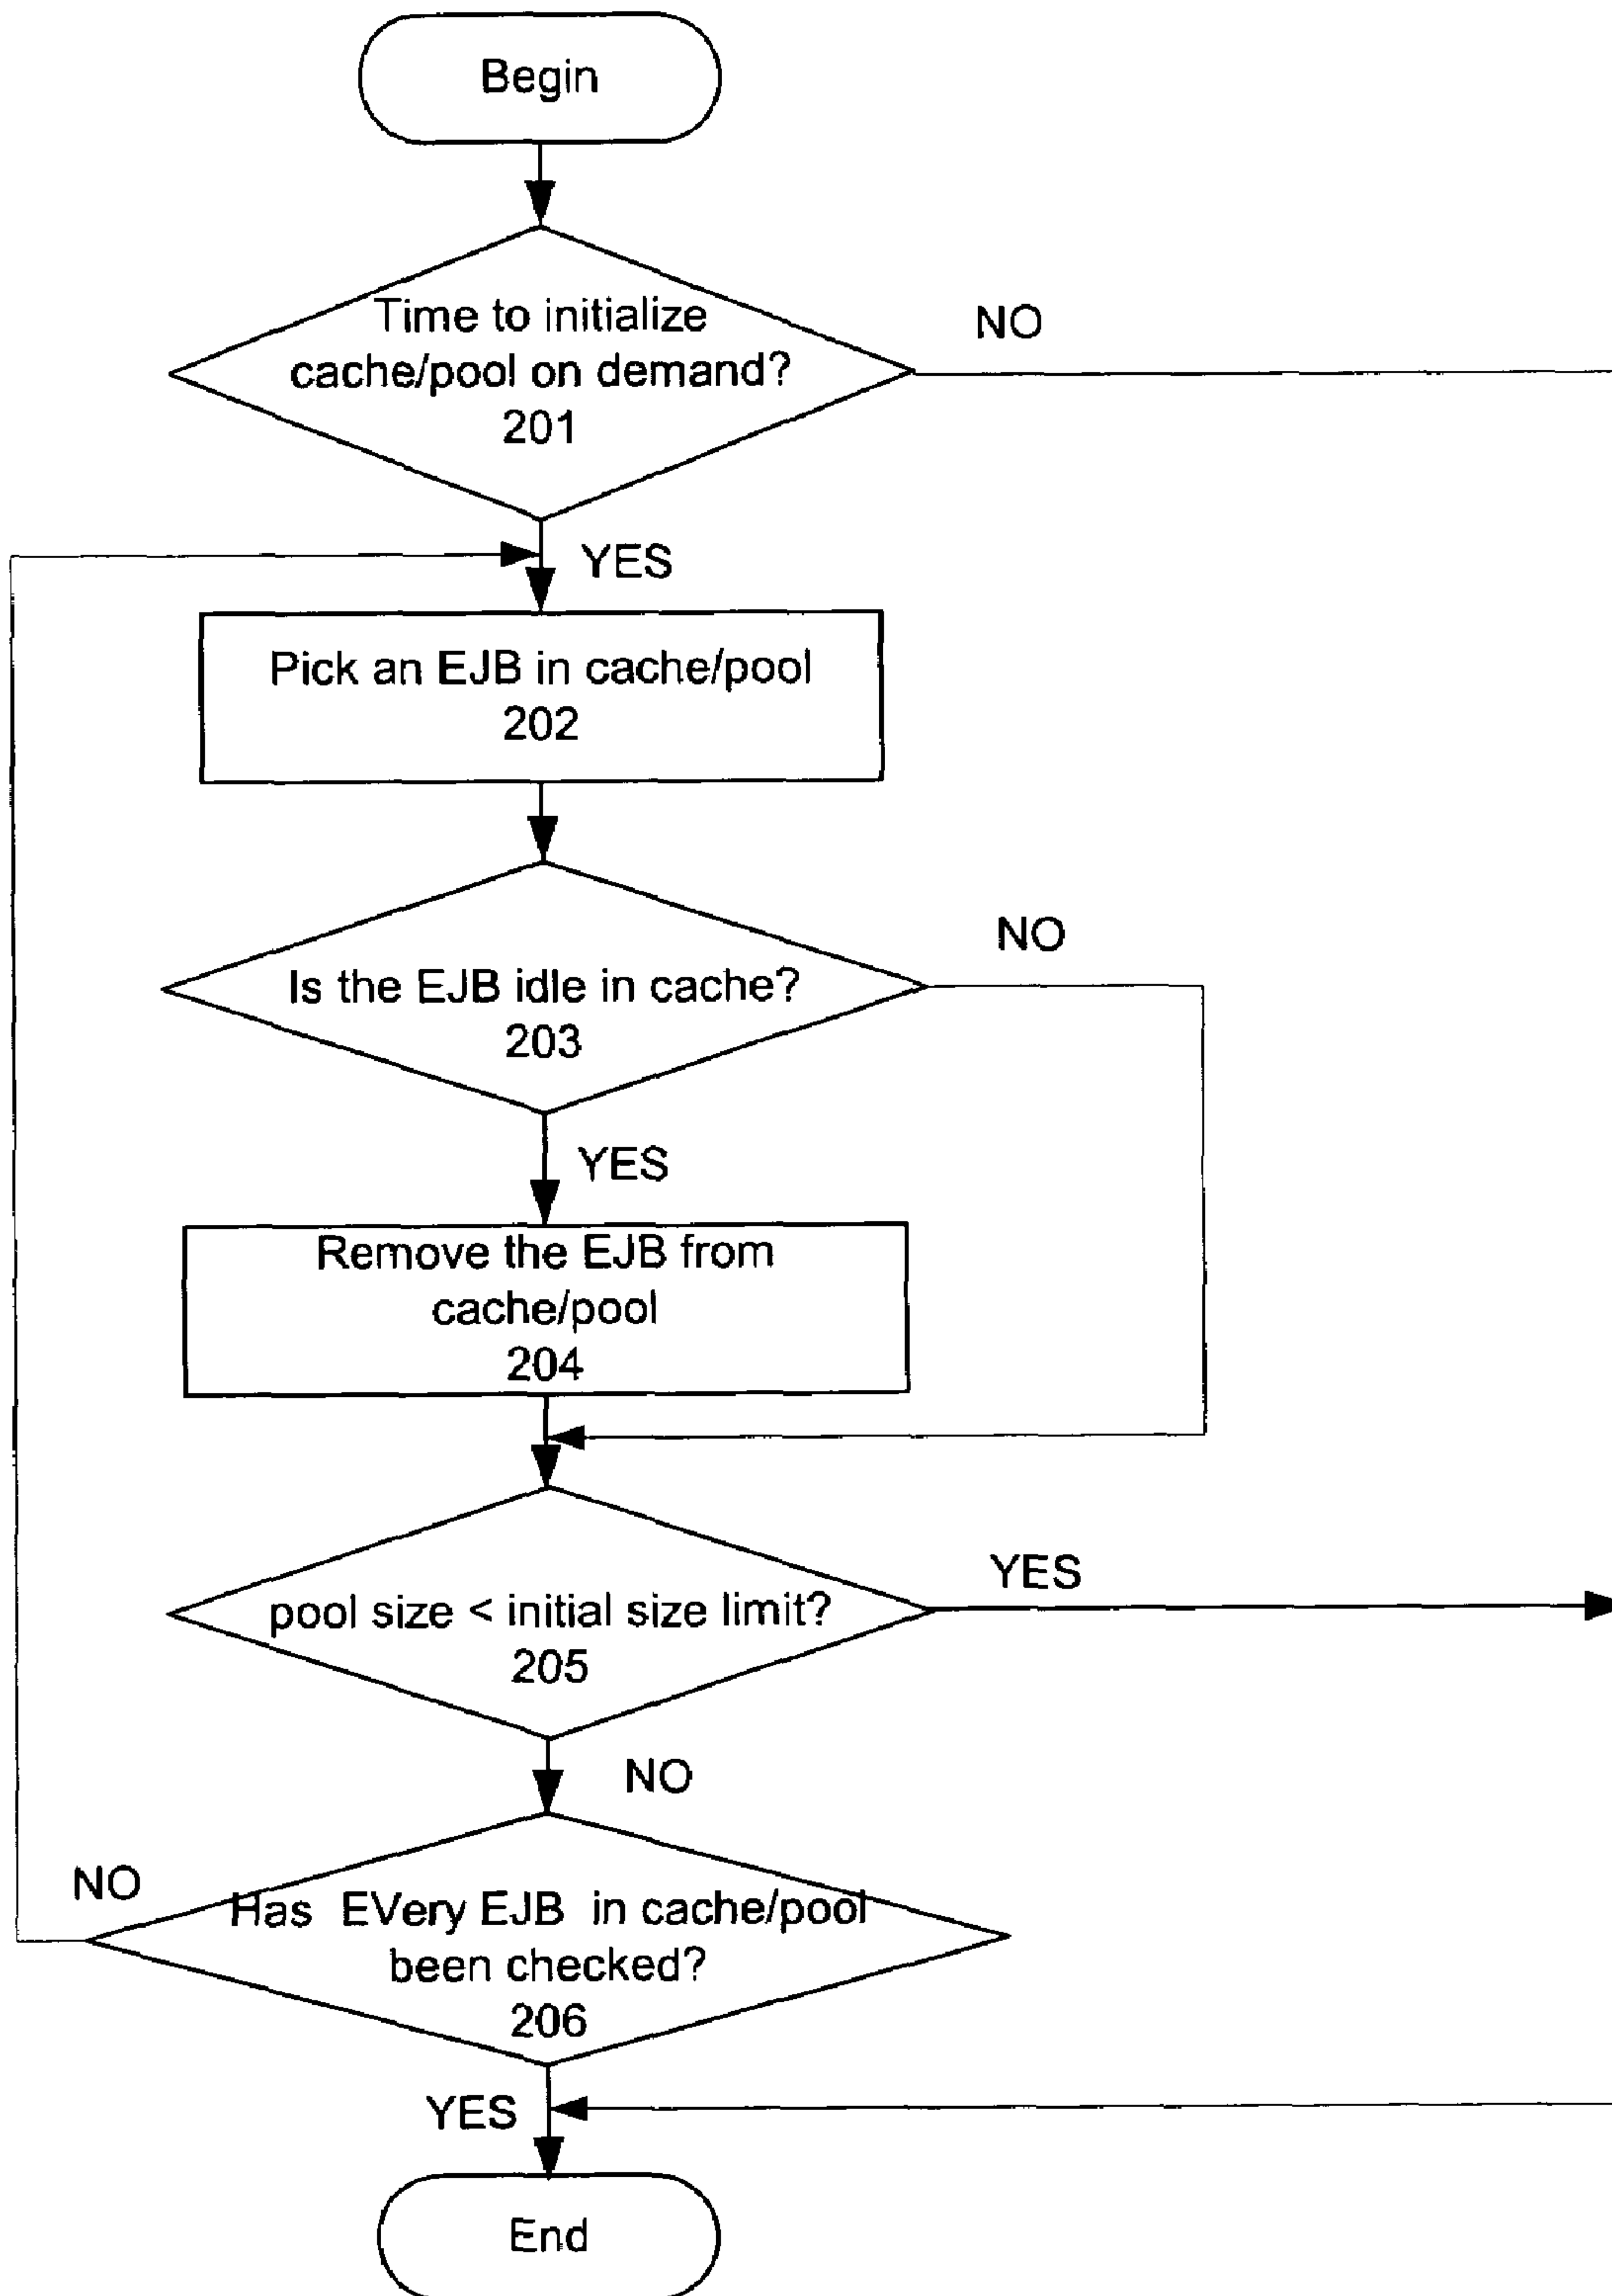 Begin
Time to initialize
cache/pool on demand?
201
NO
YES
Pick an EJB in cache/pool
202
Is the EJB idle in cache?
203
NO
YES
Remove the EJB from
cache/pool
204
pool size < initial size limit?
205
YES
NO
NO
Has EVery EJB in cache/pool
been checked?
206
YES
End